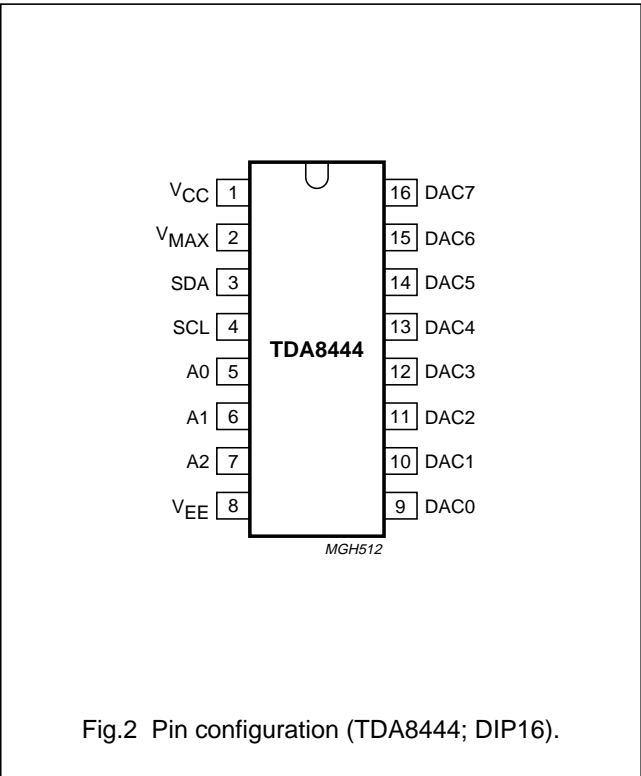 VCC 1
VMAX 2
SDA 3
SCL 4
A0 5
A1 6
A2 7
VEE 8
TDA8444
16 DAC7
15 DAC6
14 DAC5
13 DAC4
12 DAC3
11 DAC2
10 DAC1
9 DAC0
MGH512
Fig.2 Pin configuration (TDA8444; DIP16).